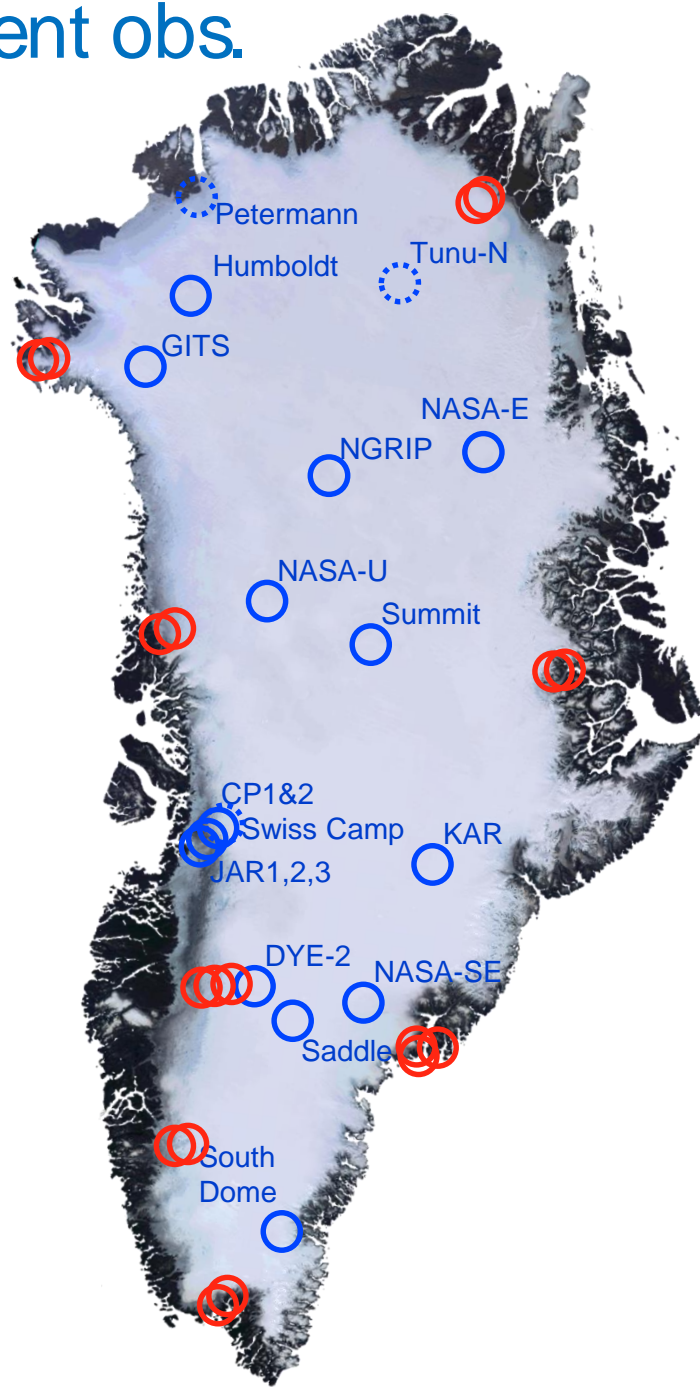 ent obs.
Petermann
Tunu-N
Humboldt
GITS
NASA-E
NGRIP
NASA-U
Summit
CP1&2
Swiss Camp
KAR
JAR1,2,3
DYE-2
NASA-SE
Saddle
South
Dome